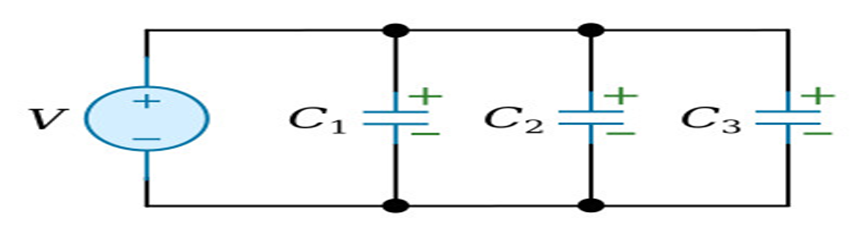 V + − C₁ + − C₂ + − C₃ + −